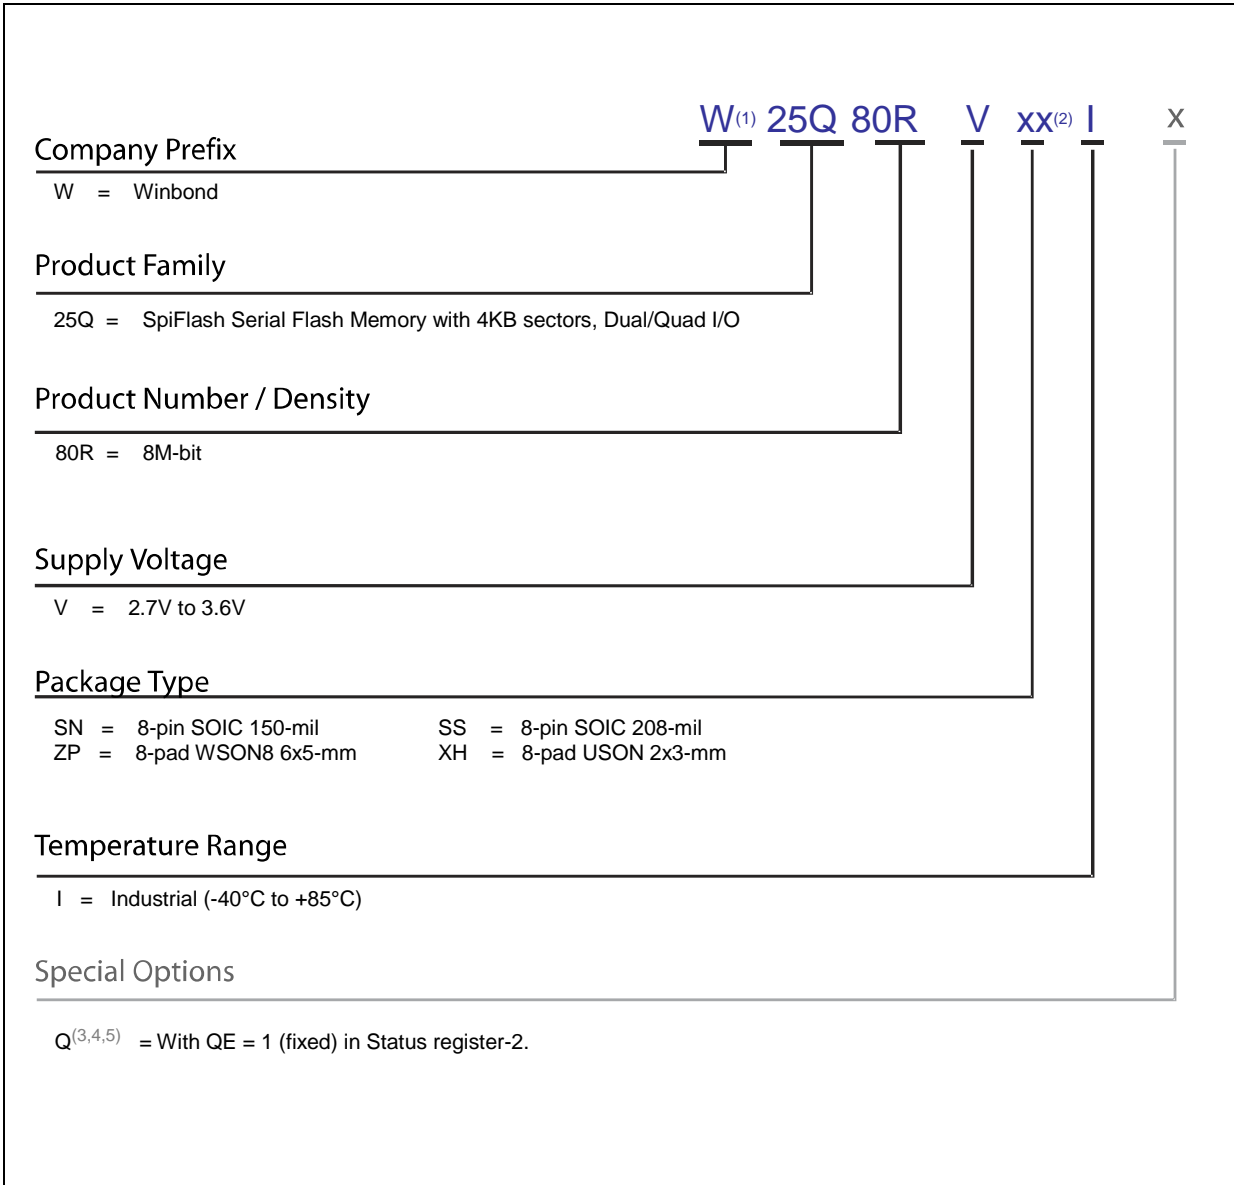 W(1) 25Q 80R V xx(2) I x
Company Prefix
W = Winbond
Product Family
25Q = SpiFlash Serial Flash Memory with 4KB sectors, Dual/Quad I/O
Product Number / Density
80R = 8M-bit
Supply Voltage
V = 2.7V to 3.6V
Package Type
SN = 8-pin SOIC 150-mil SS = 8-pin SOIC 208-mil
ZP = 8-pad WSON8 6x5-mm XH = 8-pad USON 2x3-mm
Temperature Range
I = Industrial (-40°C to +85°C)
Special Options
Q(3,4,5) = With QE = 1 (fixed) in Status register-2.